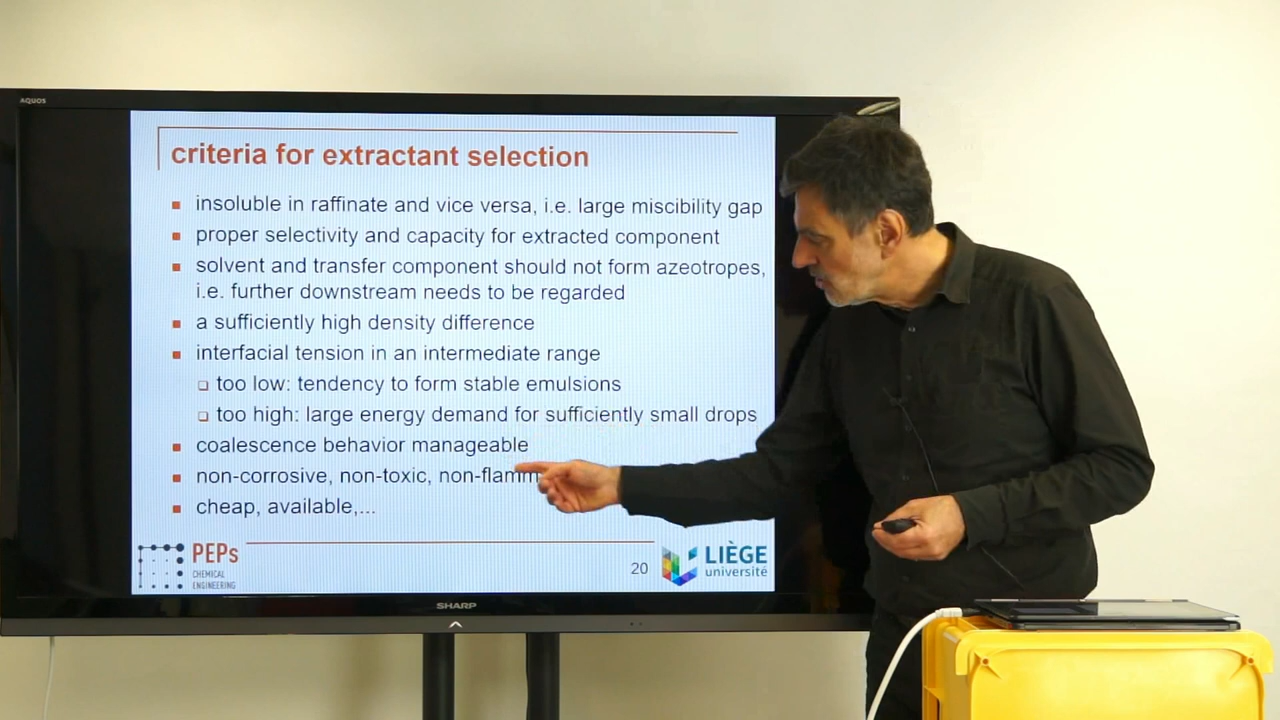 AQUOS
criteria for extractant selection
insoluble in raffinate and vice versa, i.e. large miscibility gap
proper selectivity and capacity for extracted component
solvent and transfer component should not form azeotropes,
i.e. further downstream needs to be regarded
a sufficiently high density difference
interfacial tension in an intermediate range
too low: tendency to form stable emulsions
too high: large energy demand for sufficiently small drops
coalescence behavior manageable
non-corrosive, non-toxic,
cheap, available,...
PEPs
CHEMICAL
ENGINEERING
20
LIÈGE
université
SHARP